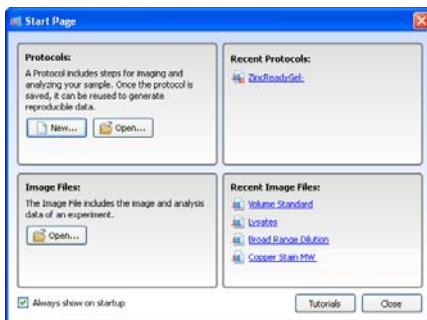 Start Page
Protocols:
A Protocol includes steps for imaging and
analyzing your sample. Once the protocol is
saved, it can be reused to generate
reproducible data.
New... Open...
Recent Protocols:
ZincReadyGel-
Image Files:
The Image File includes the image and analysis
data of an experiment.
Open...
Recent Image Files:
Volume Standard
Lysates
Broad Range Dilution
Copper Stain MW
Always show on startup
Tutorials Close